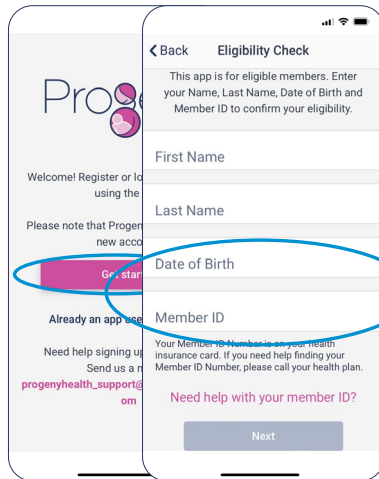 Proge
Welcome! Register or lo
using the
Please note that Progen
new acco
Get start
Already an app use
Need help signing up
Send us a m
progenyhealth_support@
om
Back
Eligibility Check
This app is for eligible members. Enter
your Name, Last Name, Date of Birth and
Member ID to confirm your eligibility.
First Name
Last Name
Date of Birth
Member ID
Your Member ID Number is on your health
insurance card. If you need help finding your
Member ID Number, please call your health plan.
Need help with your member ID?
Next